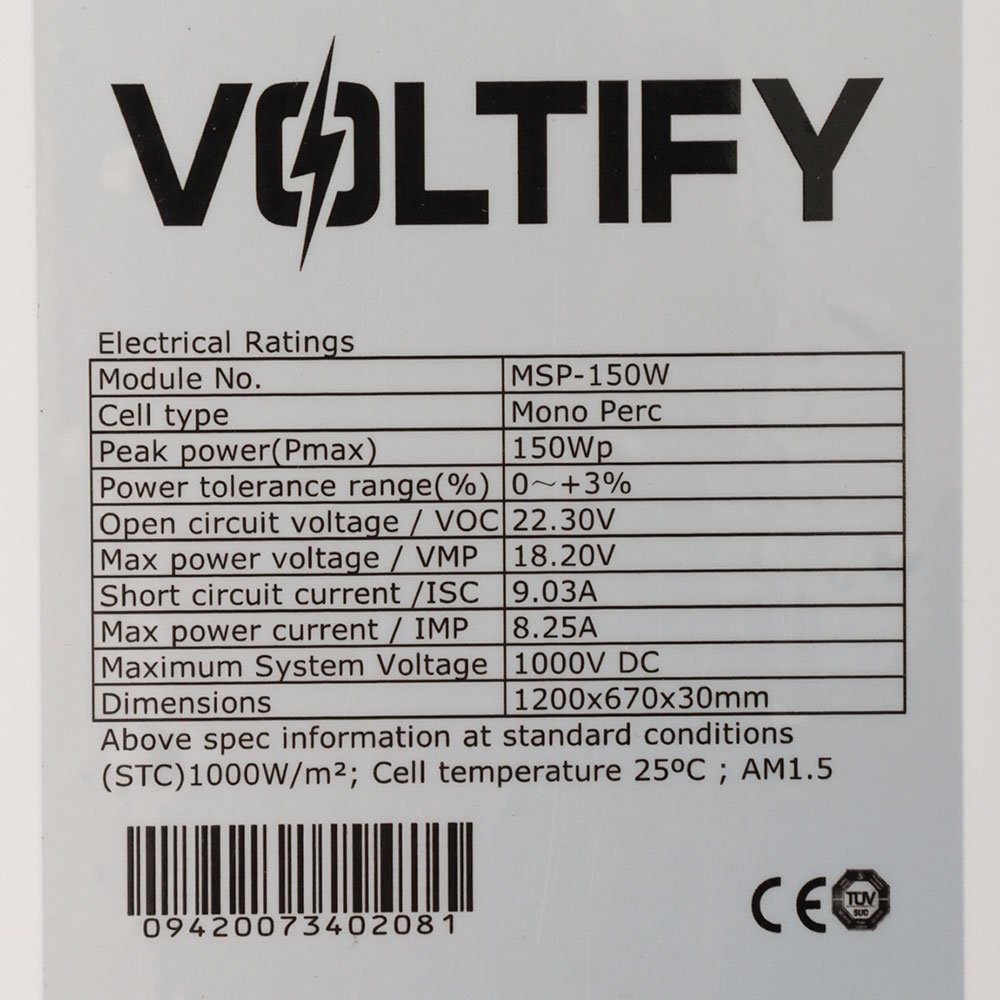 VOLTIFY
Electrical Ratings
Module No. MSP-150W
Cell type Mono Perc
Peak power(Pmax) 150Wp
Power tolerance range(%) 0~+3%
Open circuit voltage / VOC 22.30V
Max power voltage / VMP 18.20V
Short circuit current /ISC 9.03A
Max power current / IMP 8.25A
Maximum System Voltage 1000V DC
Dimensions 1200x670x30mm
Above spec information at standard conditions
(STC)1000W/m²; Cell temperature 25ºC ; AM1.5
09420073402081
CE TÜV
SUD